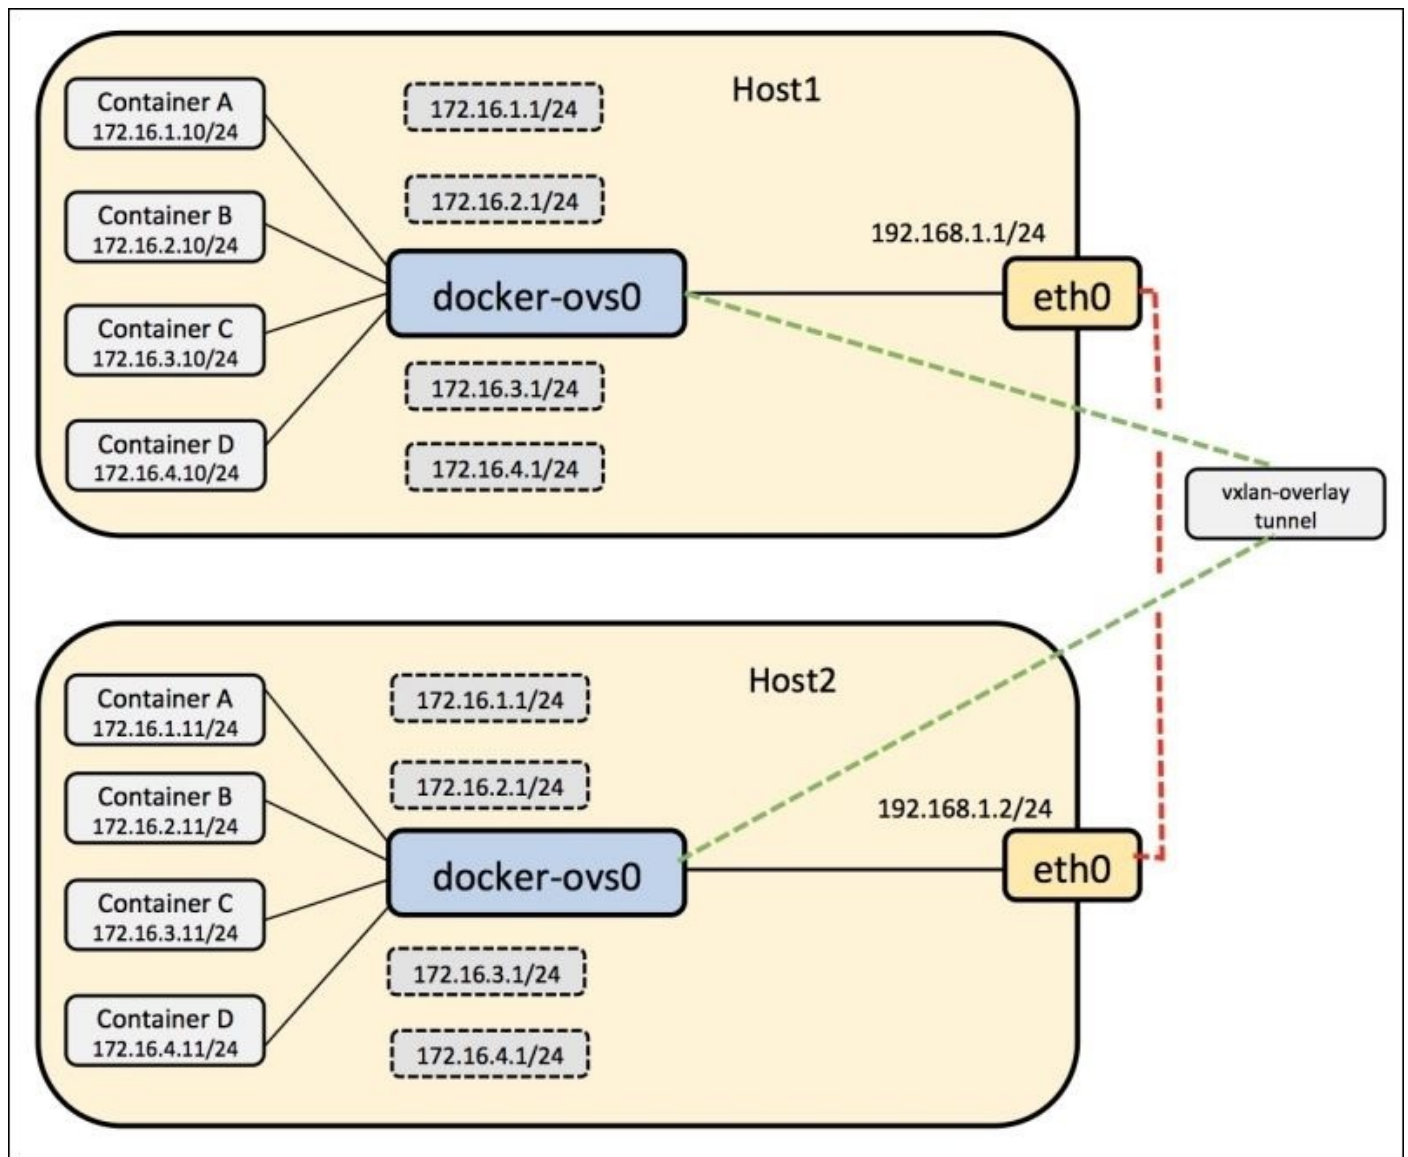 Host1
Container A
172.16.1.10/24
Container B
172.16.2.10/24
Container C
172.16.3.10/24
Container D
172.16.4.10/24
172.16.1.1/24
172.16.2.1/24
docker-ovs0
172.16.3.1/24
172.16.4.1/24
192.168.1.1/24
eth0
vxlan-overlay
tunnel
Host2
Container A
172.16.1.11/24
Container B
172.16.2.11/24
Container C
172.16.3.11/24
Container D
172.16.4.11/24
172.16.1.1/24
172.16.2.1/24
docker-ovs0
172.16.3.1/24
172.16.4.1/24
192.168.1.2/24
eth0